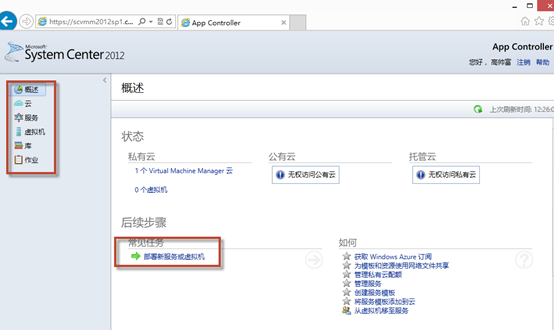 https://scvmm2012sp1.c
App Controller
Microsoft
System Center 2012
App Controller
您好，高帅富 注销 帮助
概述
云
服务
虚拟机
库
作业
概述
上次刷新时间: 12:26:0
状态
私有云
公有云
托管云
1 个 Virtual Machine Manager 云
0 个虚拟机
无权访问公有云
无权访问私有云
后续步骤
常见任务
部署新服务或虚拟机
如何
获取 Windows Azure 订阅
为模板和资源使用网络文件共享
管理私有云配额
管理服务
创建服务模板
将服务模板添加到云
从虚拟机移至服务